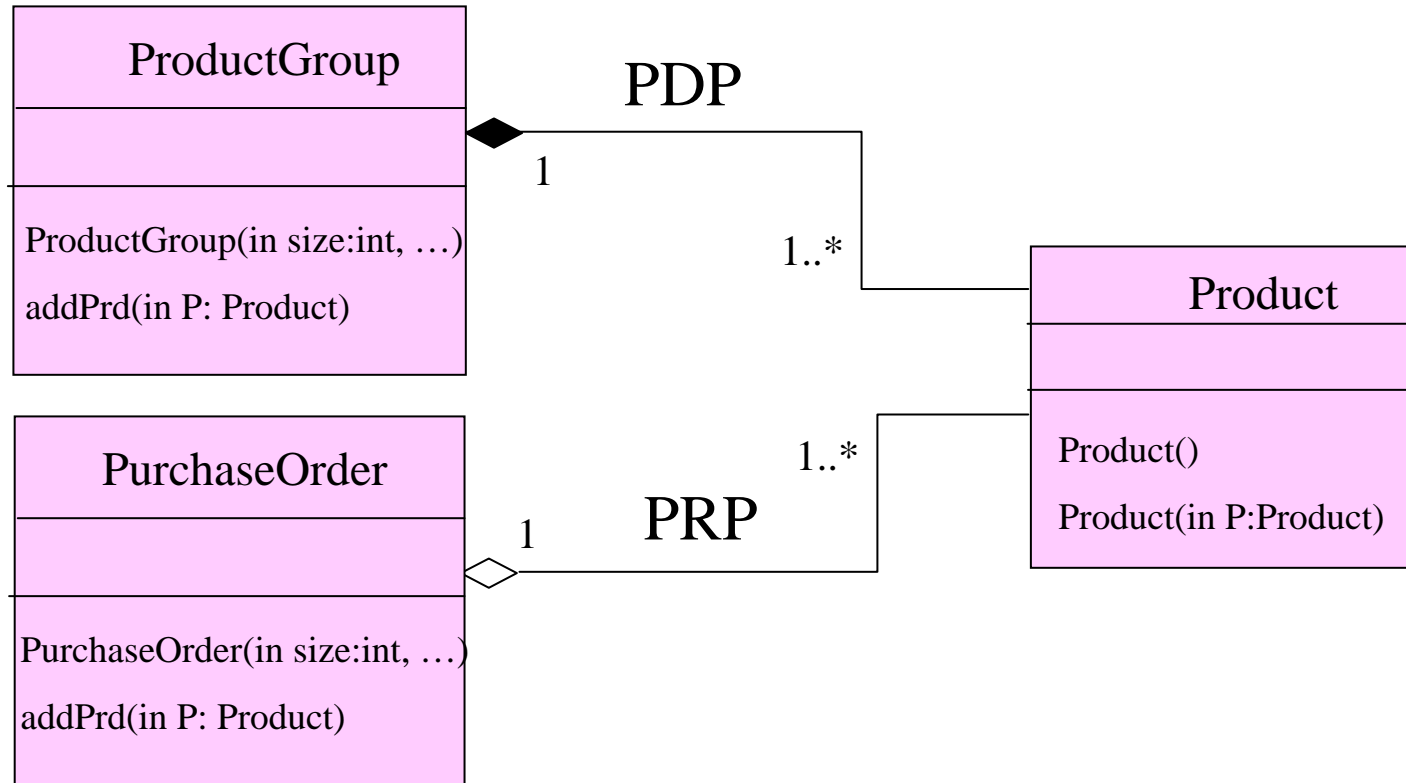 ProductGroup
ProductGroup(in size:int, …)
addPrd(in P: Product)
PDP
1
1..*
Product
Product()
Product(in P:Product)
PurchaseOrder
PurchaseOrder(in size:int, …)
addPrd(in P: Product)
1
PRP
1..*